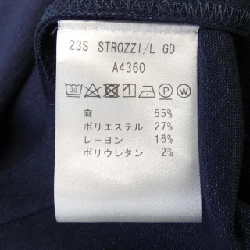 23S STROZZI/L GD
A4360
綿 55%
ポリエステル 27%
レーヨン 16%
ポリウレタン 2%